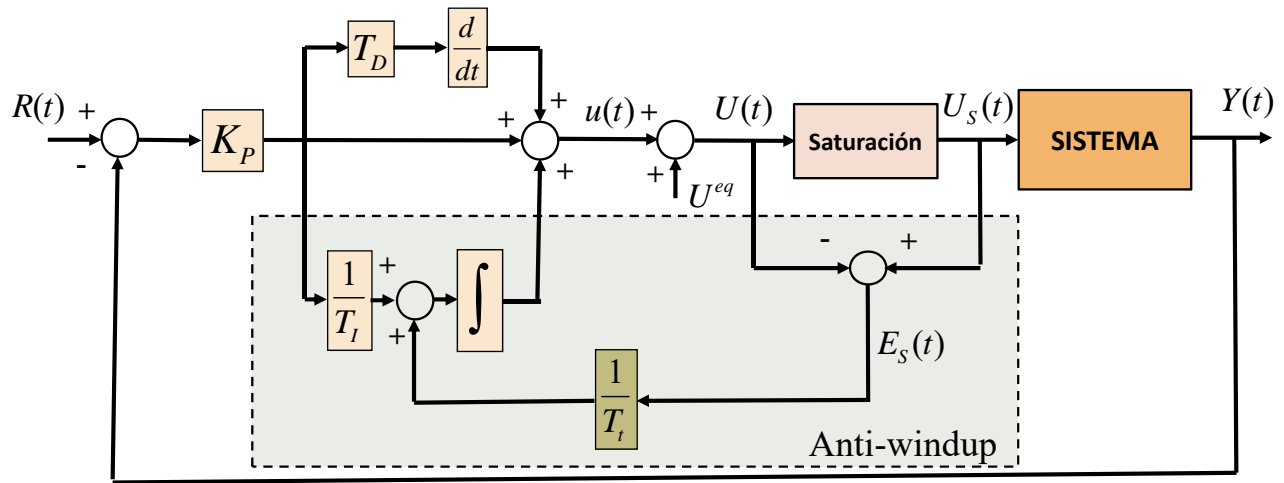 T_D
d/dt
R(t)
+
-
K_P
+
+
+
u(t)
+
+
U^{eq}
U(t)
Saturación
U_S(t)
SISTEMA
Y(t)
1/T_I
+
+
∫
-
+
E_S(t)
1/T_t
Anti-windup